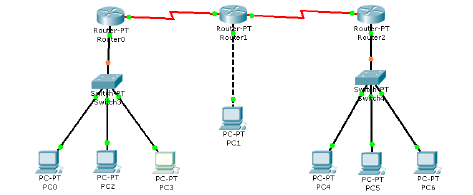 Router-PT
Router0
Router-PT
Router1
Router-PT
Router2
Switch-PT
Switch3
Switch-PT
PC-PT
PC1
PC-PT
PC0
PC-PT
PC2
PC-PT
PC3
PC-PT
PC4
PC-PT
PC5
PC-PT
PC6